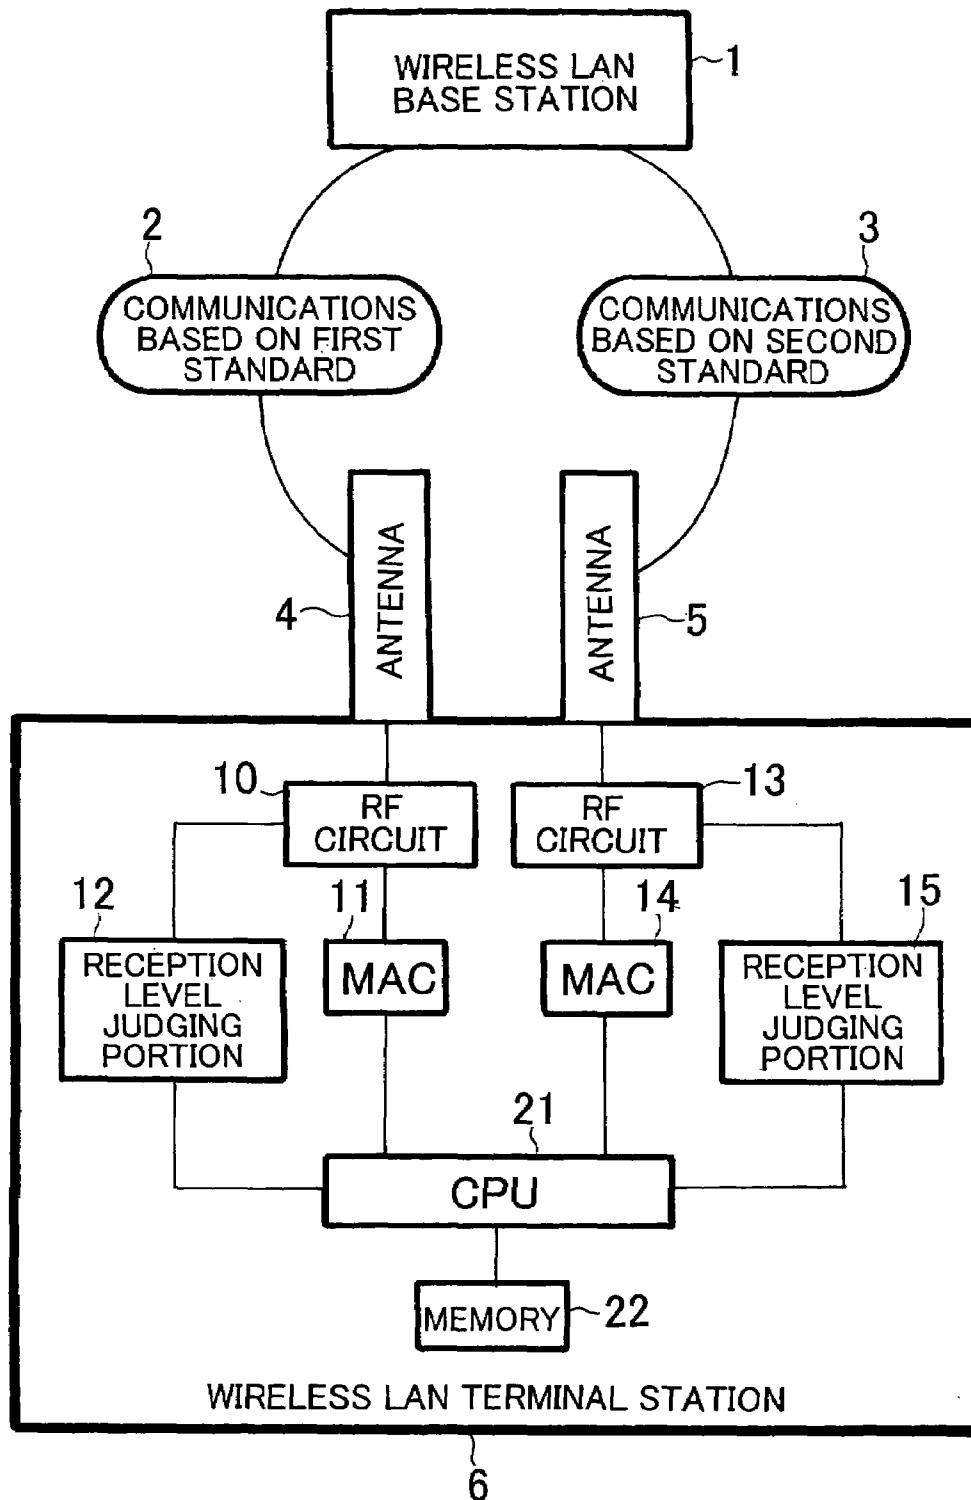 WIRELESS LAN
BASE STATION
1
2
3
COMMUNICATIONS
BASED ON FIRST
STANDARD
COMMUNICATIONS
BASED ON SECOND
STANDARD
ANTENNA
ANTENNA
4
5
10
RF
CIRCUIT
RF
CIRCUIT
13
12
11
14
15
RECEPTION
LEVEL
JUDGING
PORTION
MAC
MAC
RECEPTION
LEVEL
JUDGING
PORTION
21
CPU
MEMORY
22
WIRELESS LAN TERMINAL STATION
6